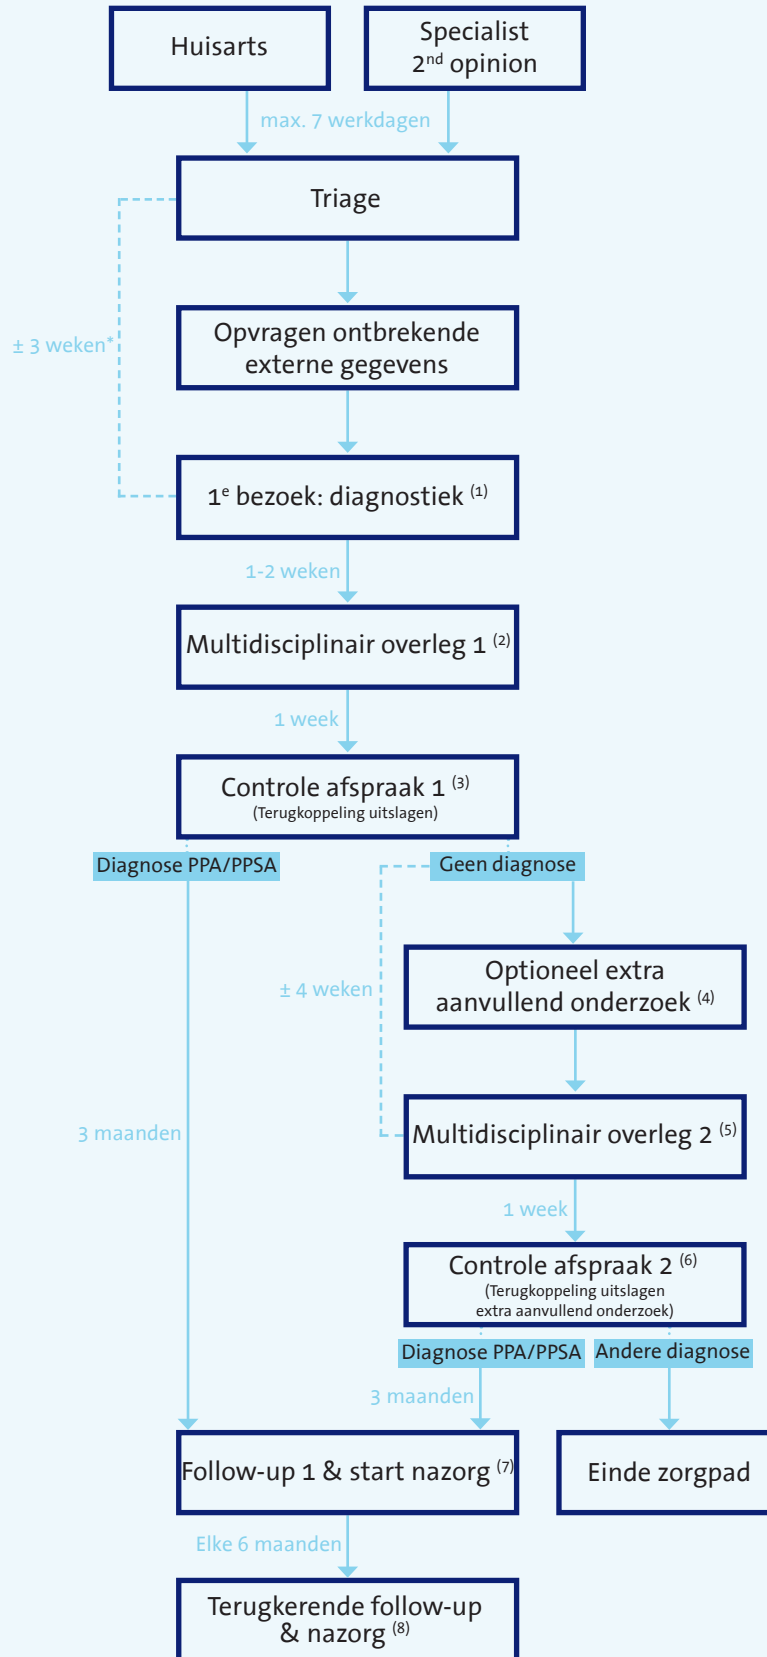 Huisarts
Specialist
2nd opinion
max. 7 werkdagen
Triage
± 3 weken*
Opvragen ontbrekende
externe gegevens
1e bezoek: diagnostiek (1)
1-2 weken
Multidisciplinair overleg 1 (2)
1 week
Controle afspraak 1 (3)
(Terugkoppeling uitslagen)
Diagnose PPA/PPSA
Geen diagnose
Optioneel extra
aanvullend onderzoek (4)
± 4 weken
3 maanden
Multidisciplinair overleg 2 (5)
1 week
Controle afspraak 2 (6)
(Terugkoppeling uitslagen
extra aanvullend onderzoek)
Diagnose PPA/PPSA
Andere diagnose
3 maanden
Follow-up 1 & start nazorg (7)
Einde zorgpad
Elke 6 maanden
Terugkerende follow-up
& nazorg (8)